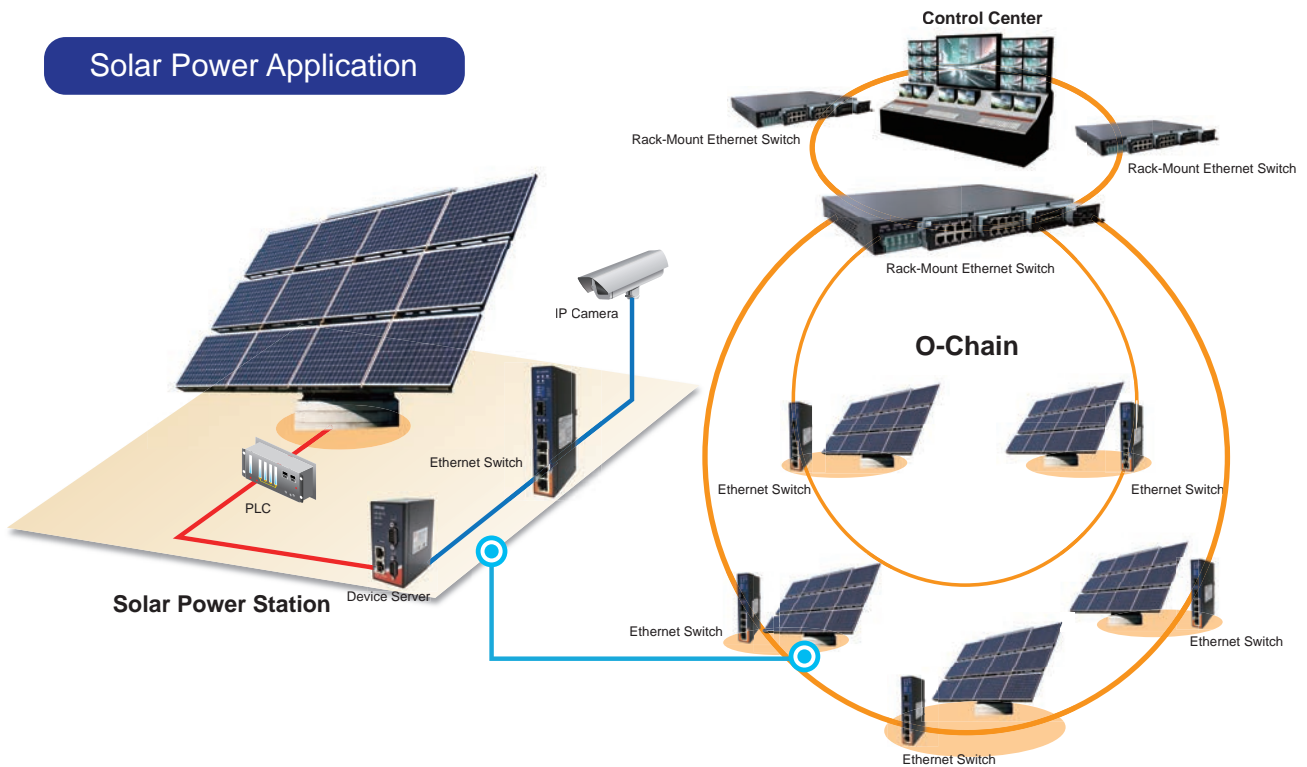 Solar Power Application
Control Center
Rack-Mount Ethernet Switch
Rack-Mount Ethernet Switch
Rack-Mount Ethernet Switch
IP Camera
O-Chain
Ethernet Switch
PLC
Device Server
Solar Power Station
Ethernet Switch
Ethernet Switch
Ethernet Switch
Ethernet Switch
Ethernet Switch